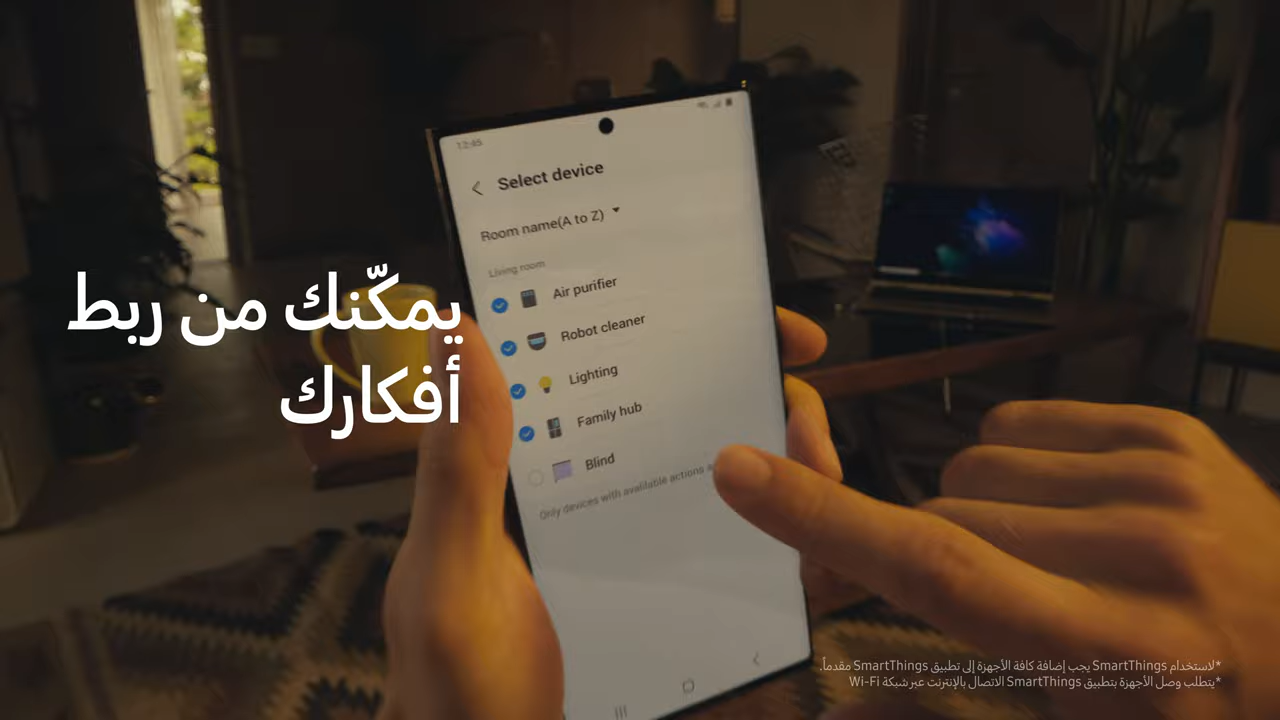 12:45
Select device
Room name(A to Z)
Living room
Air purifier
Robot cleaner
Lighting
Family hub
Blind
Only devices with avalilable actions a
يمكّنك من ربط
أفكارك
*لاستخدام SmartThings يجب إضافة كافة الأجهزة إلى تطبيق SmartThings مقدماً.
*يتطلب وصل الأجهزة بتطبيق SmartThings الاتصال بالإنترنت عبر شبكة Wi-Fi